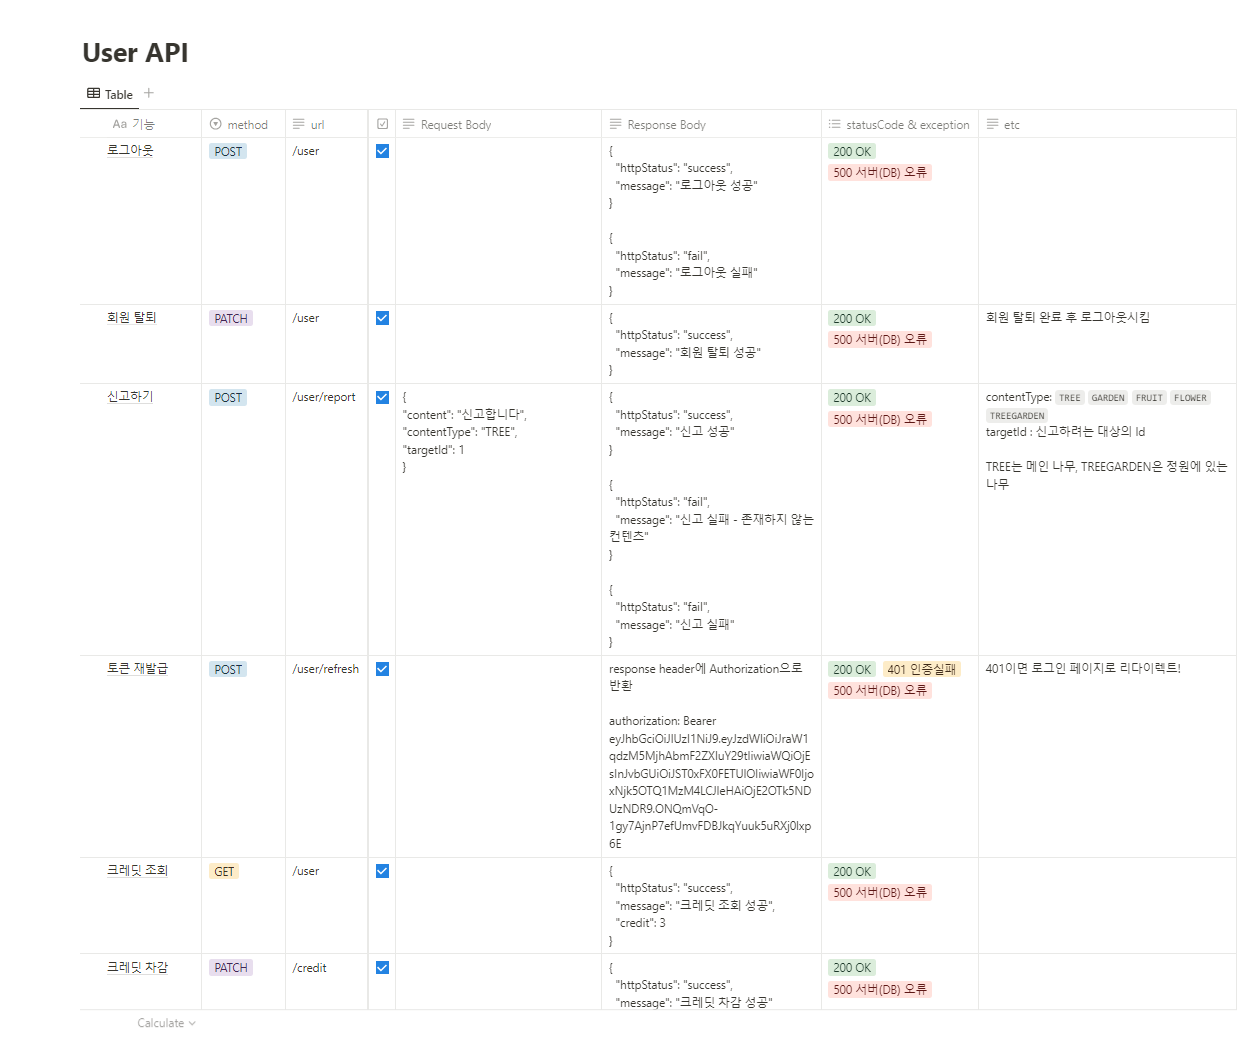 User API
Table
Aa 기능
method
url
Request Body
Response Body
statusCode & exception
etc
로그아웃
POST
/user
{
"httpStatus": "success",
"message": "로그아웃 성공"
}
{
"httpStatus": "fail",
"message": "로그아웃 실패"
}
200 OK
500 서버(DB) 오류
회원 탈퇴
PATCH
/user
{
"httpStatus": "success",
"message": "회원 탈퇴 성공"
}
200 OK
500 서버(DB) 오류
회원 탈퇴 완료 후 로그아웃시킴
신고하기
POST
/user/report
{
"content": "신고합니다",
"contentType": "TREE",
"targetId": 1
}
{
"httpStatus": "success",
"message": "신고 성공"
}
{
"httpStatus": "fail",
"message": "신고 실패 - 존재하지 않는
컨텐츠"
}
{
"httpStatus": "fail",
"message": "신고 실패"
}
200 OK
500 서버(DB) 오류
contentType: TREE GARDEN FRUIT FLOWER
TREEGARDEN
targetId : 신고하려는 대상의 Id
TREE는 메인 나무, TREEGARDEN은 정원에 있는
나무
토큰 재발급
POST
/user/refresh
response header에 Authorization으로
반환
authorization: Bearer
200 OK 401 인증실패
500 서버(DB) 오류
401이면 로그인 페이지로 리다이렉트!
크레딧 조회
GET
/user
{
"httpStatus": "success",
"message": "크레딧 조회 성공",
"credit": 3
}
200 OK
500 서버(DB) 오류
크레딧 차감
PATCH
/credit
{
"httpStatus": "success",
"message": "크레딧 차감 성공"
200 OK
500 서버(DB) 오류
Calculate